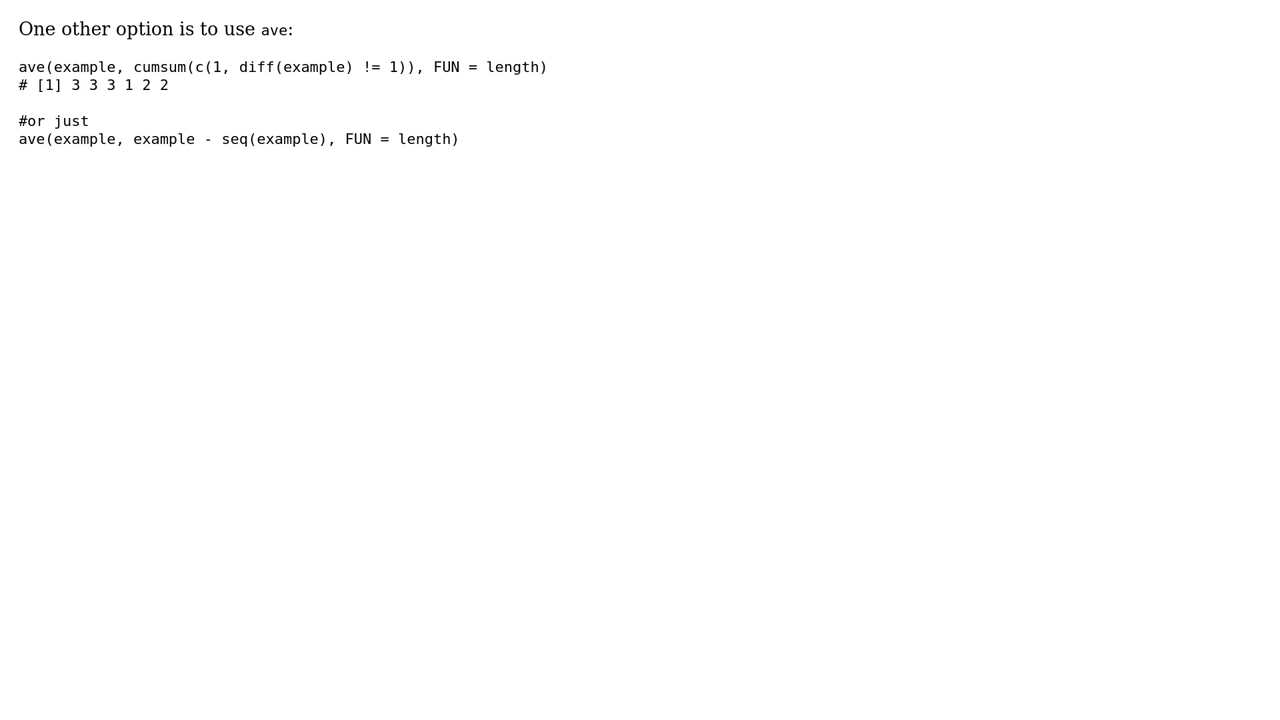 One other option is to use ave:
ave(example, cumsum(c(1, diff(example) != 1)), FUN = length)
# [1] 3 3 3 1 2 2
#or just
ave(example, example - seq(example), FUN = length)